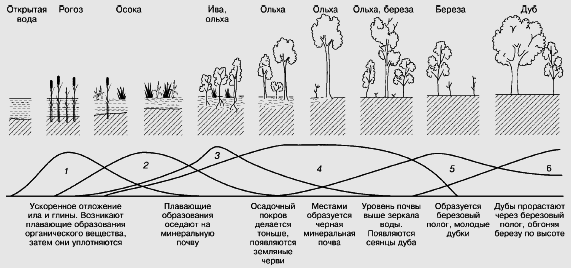 Открытая вода
Рогоз
Осока
Ива, ольха
Ольха
Ольха
Ольха, береза
Береза
Дуб
1
2
3
4
5
6
Ускоренное отложение
ила и глины. Возникают
плавающие образования
органического вещества,
затем они уплотняются
Плавающие
образования
оседают на
минеральную
почву
Осадочный
покров
делается
тоньше,
появляются
земляные
черви
Местами
образуется
черная
минеральная
почва
Уровень почвы
выше зеркала
воды.
Появляются
сеянцы дуба
Образуется
березовый
полог, молодые
дубки
Дубы прорастают
через березовый
полог, обгоняя
березу по высоте